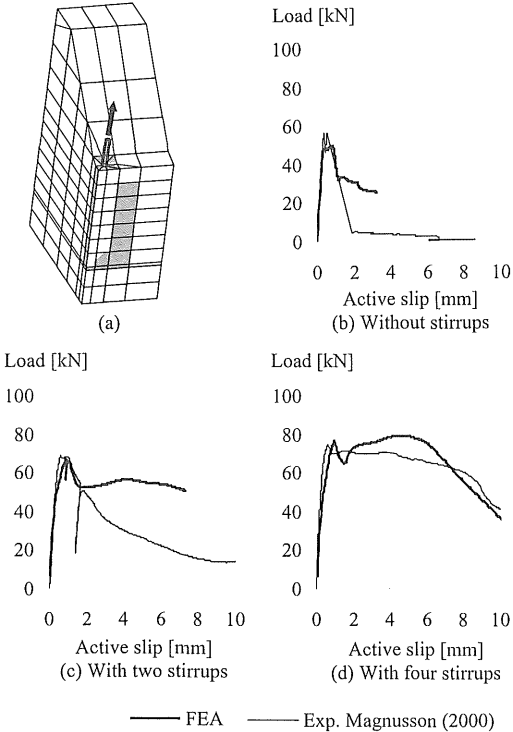 (a)
Load [kN]
100
80
60
40
20
0
0 2 4 6 8 10
Active slip [mm]
(b) Without stirrups
Load [kN]
100
80
60
40
20
0
0 2 4 6 8 10
Active slip [mm]
(c) With two stirrups
Load [kN]
100
80
60
40
20
0
0 2 4 6 8 10
Active slip [mm]
(d) With four stirrups
FEA
Exp. Magnusson (2000)